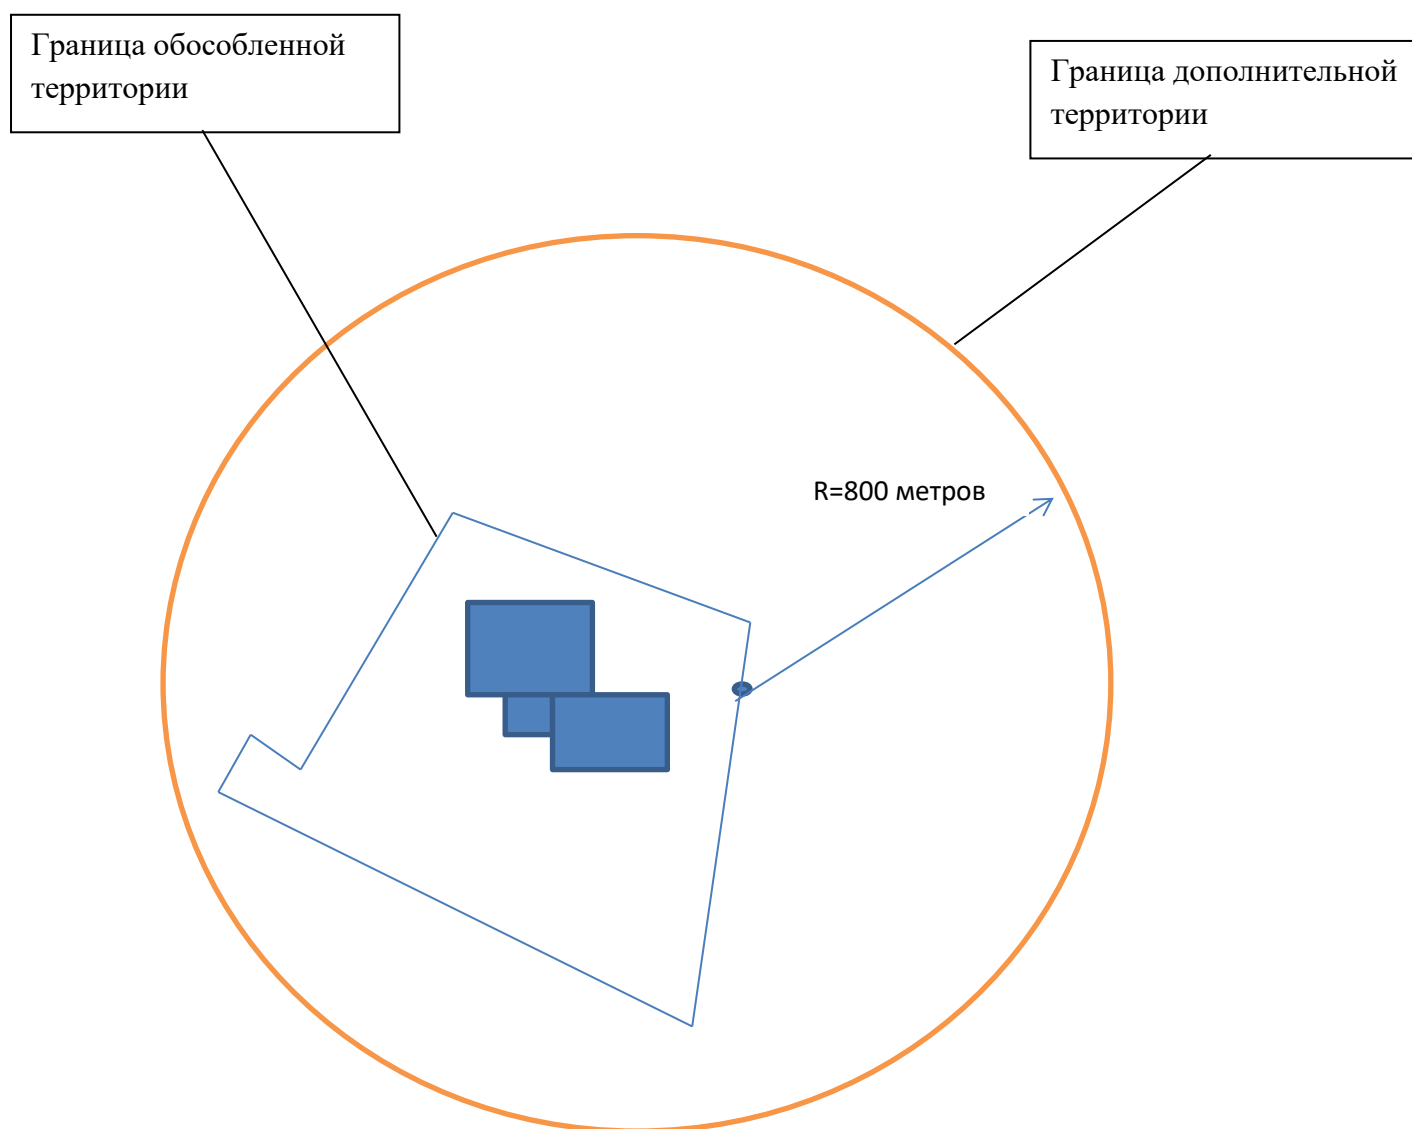 Граница обособленной
территории
Граница дополнительной
территории
R=800 метров